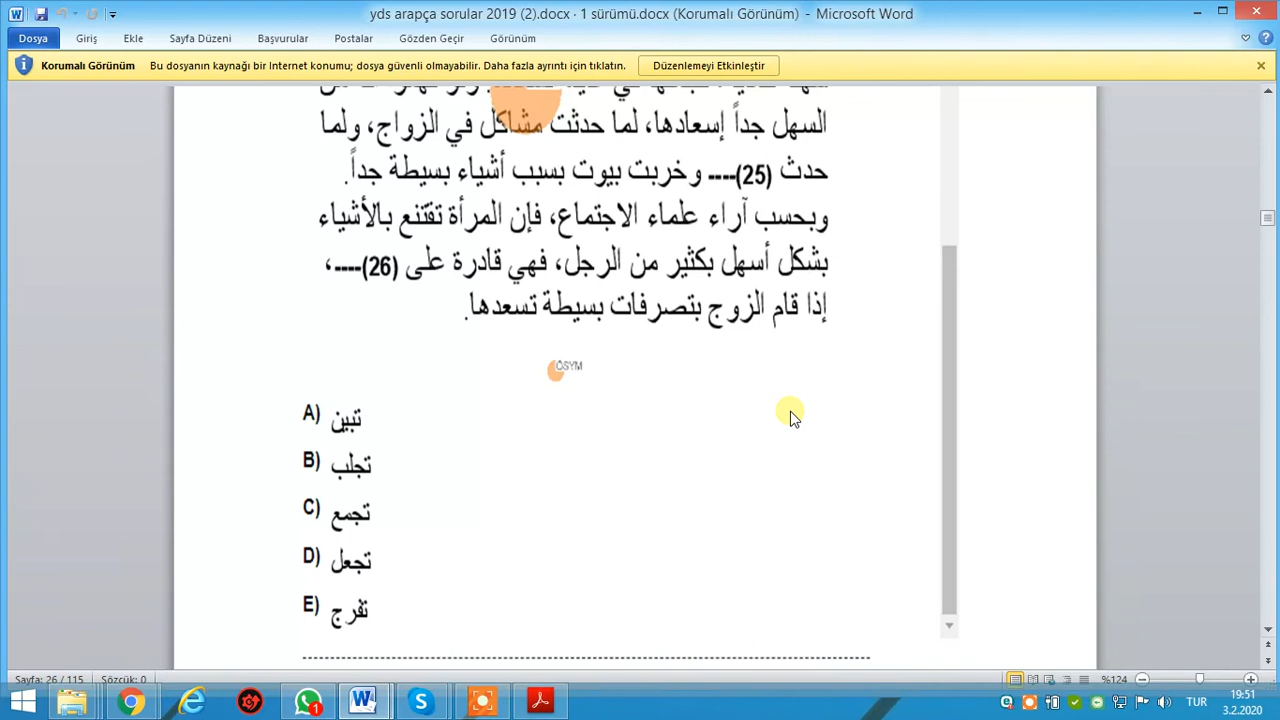 yds arapça sorular 2019 (2).docx · 1 sürümü.docx (Korumalı Görünüm) - Microsoft Word
Dosya Giriş Ekle Sayfa Düzeni Başvurular Postalar Gözden Geçir Görünüm
Korumalı Görünüm Bu dosyanın kaynağı bir Internet konumu; dosya güvenli olmayabilir. Daha fazla ayrıntı için tıklatın. Düzenlemeyi Etkinleştir
السهل جداً إسعادها، لما حدثت مشاكل في الزواج، ولما
حدث (25)---- وخربت بيوت بسبب أشياء بسيطة جداً.
وبحسب آراء علماء الاجتماع، فإن المرأة تقتنع بالأشياء
بشكل أسهل بكثير من الرجل، فهي قادرة على (26)----،
إذا قام الزوج بتصرفات بسيطة تسعدها.
ÖSYM
A) تبين
B) تجلب
C) تجمع
D) تجعل
E) تفرج
Sayfa: 26 / 115 Sözcük: 0 %124
TUR 19:51
3.2.2020